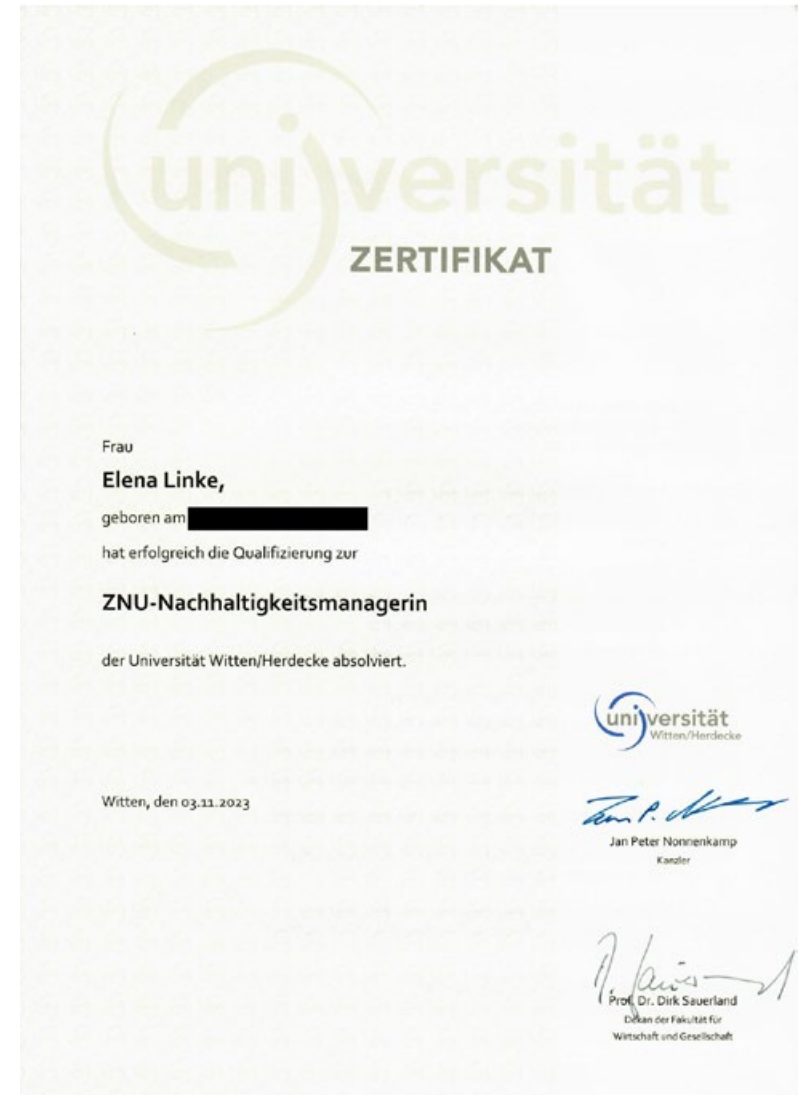 universität
ZERTIFIKAT
Frau
Elena Linke,
geboren am
hat erfolgreich die Qualifizierung zur
ZNU-Nachhaltigkeitsmanagerin
der Universität Witten/Herdecke absolviert.
universität
Witten/Herdecke
Witten, den 03.11.2023
Jan Peter Nonnenkamp
Kanzler
Prof. Dr. Dirk Sauerland
Dekan der Fakultät für
Wirtschaft und Gesellschaft